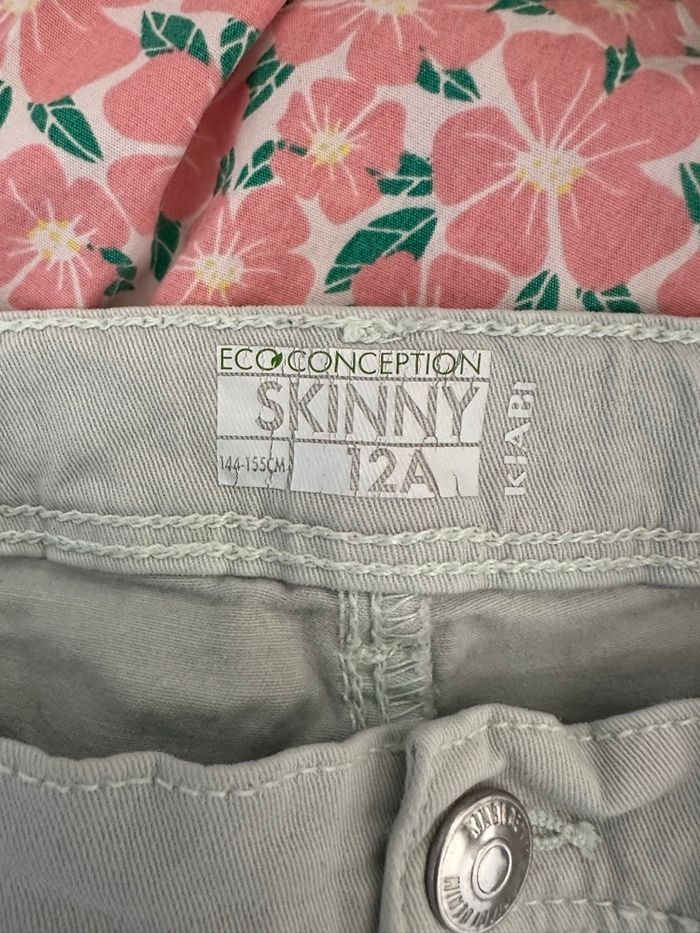 ECOCONCEPTION
SKINNY
144-155CM 12A
KIABI